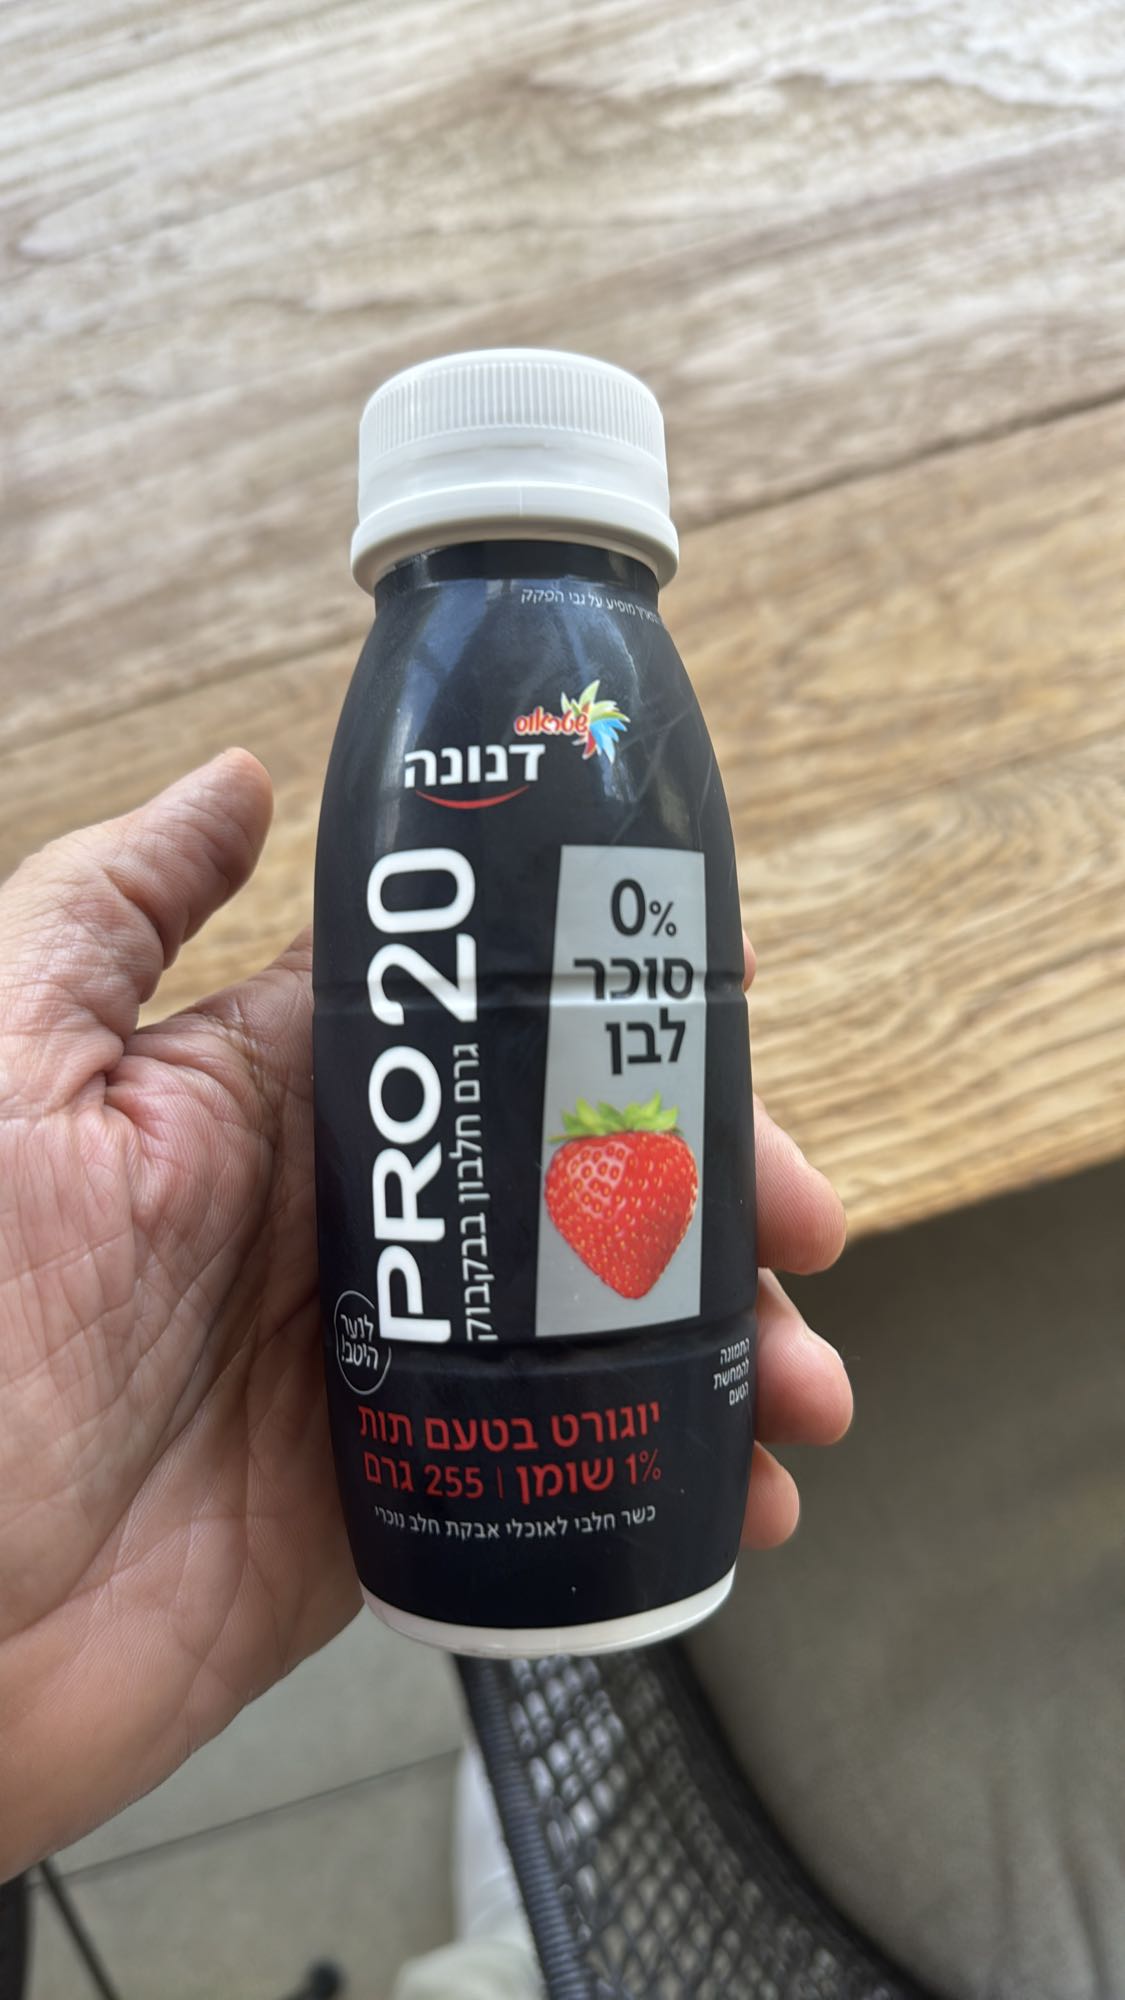 מופיע על גבי הפקק
שטראוס
דנונה
PRO 20
גרם חלבון בבקבוק
0%
סוכר
לבן
לנער
היטב!
התמונה
להמחשת
הטעם
יוגורט בטעם תות
1% שומן | 255 גרם
כשר חלבי לאוכלי אבקת חלב נוכרי